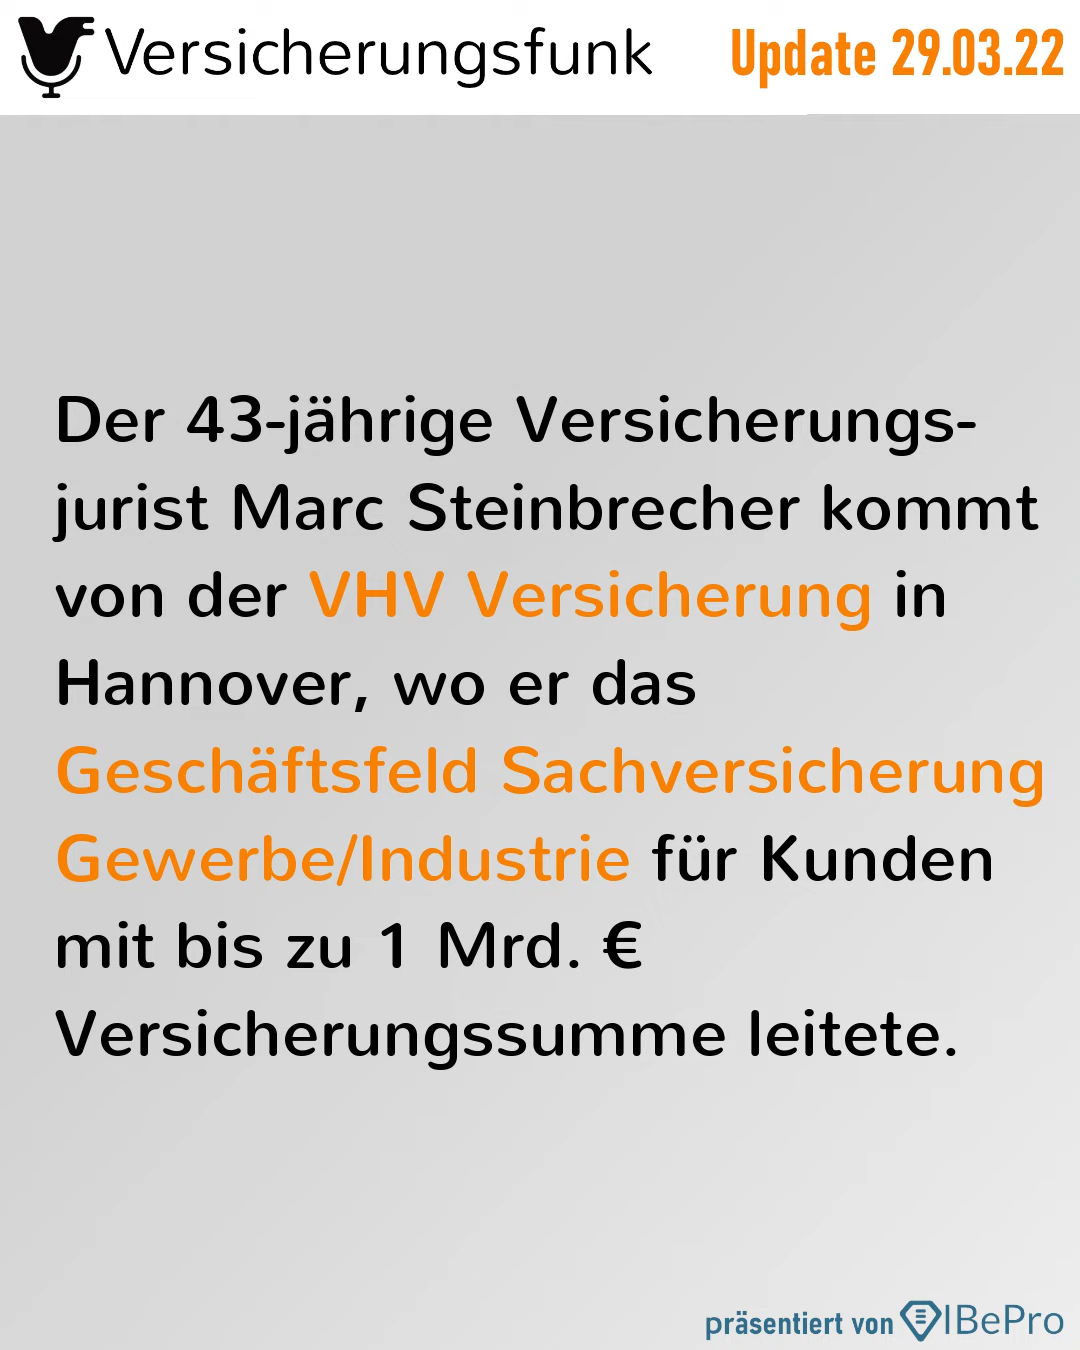 Versicherungsfunk Update 29.03.22
Der 43-jährige Versicherungs-
jurist Marc Steinbrecher kommt
von der VHV Versicherung in
Hannover, wo er das
Geschäftsfeld Sachversicherung
Gewerbe/Industrie für Kunden
mit bis zu 1 Mrd. €
Versicherungssumme leitete.
präsentiert von IBePro